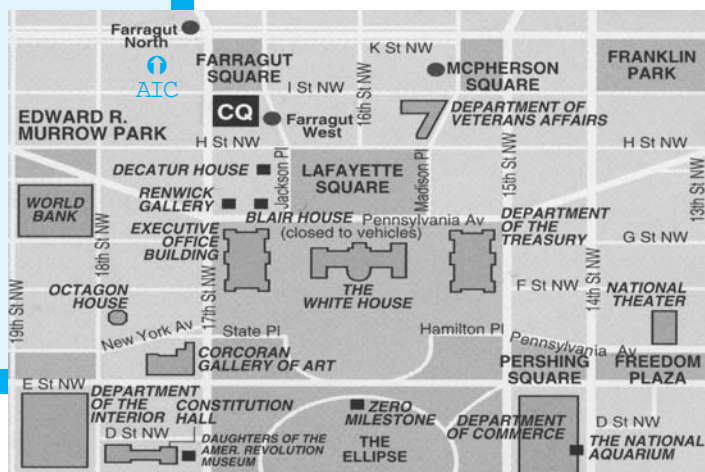 Farragut
North
K St NW
FARRAGUT
SQUARE
AIC
MCPHERSON
SQUARE
FRANKLIN
PARK
I St NW
16th St NW
CQ
Farragut
West
DEPARTMENT OF
VETERANS AFFAIRS
EDWARD R.
MURROW PARK
H St NW
H St NW
15th St NW
13th St NW
DECATUR HOUSE
Jackson Pl
LAFAYETTE
SQUARE
Madison Pl
WORLD
BANK
RENWICK
GALLERY
BLAIR HOUSE
Pennsylvania Av
(closed to vehicles)
DEPARTMENT
OF THE
TREASURY
EXECUTIVE
OFFICE
BUILDING
G St NW
18th St NW
THE
WHITE HOUSE
F St NW
14th St NW
NATIONAL
THEATER
OCTAGON
HOUSE
19th St NW
17th St NW
New York Av
State Pl
Hamilton Pl
Pennsylvania Av
CORCORAN
GALLERY OF ART
PERSHING
SQUARE
FREEDOM
PLAZA
E St NW
DEPARTMENT
OF THE
INTERIOR
CONSTITUTION
HALL
ZERO
MILESTONE
DEPARTMENT
OF COMMERCE
D St NW
D St NW
DAUGHTERS OF THE
AMER. REVOLUTION
MUSEUM
THE
ELLIPSE
THE NATIONAL
AQUARIUM